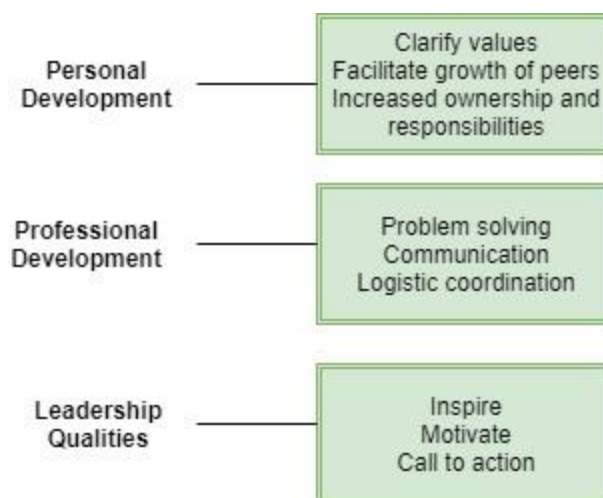 Personal
Development
Clarify values
Facilitate growth of peers
Increased ownership and
responsibilities
Professional
Development
Problem solving
Communication
Logistic coordination
Leadership
Qualities
Inspire
Motivate
Call to action